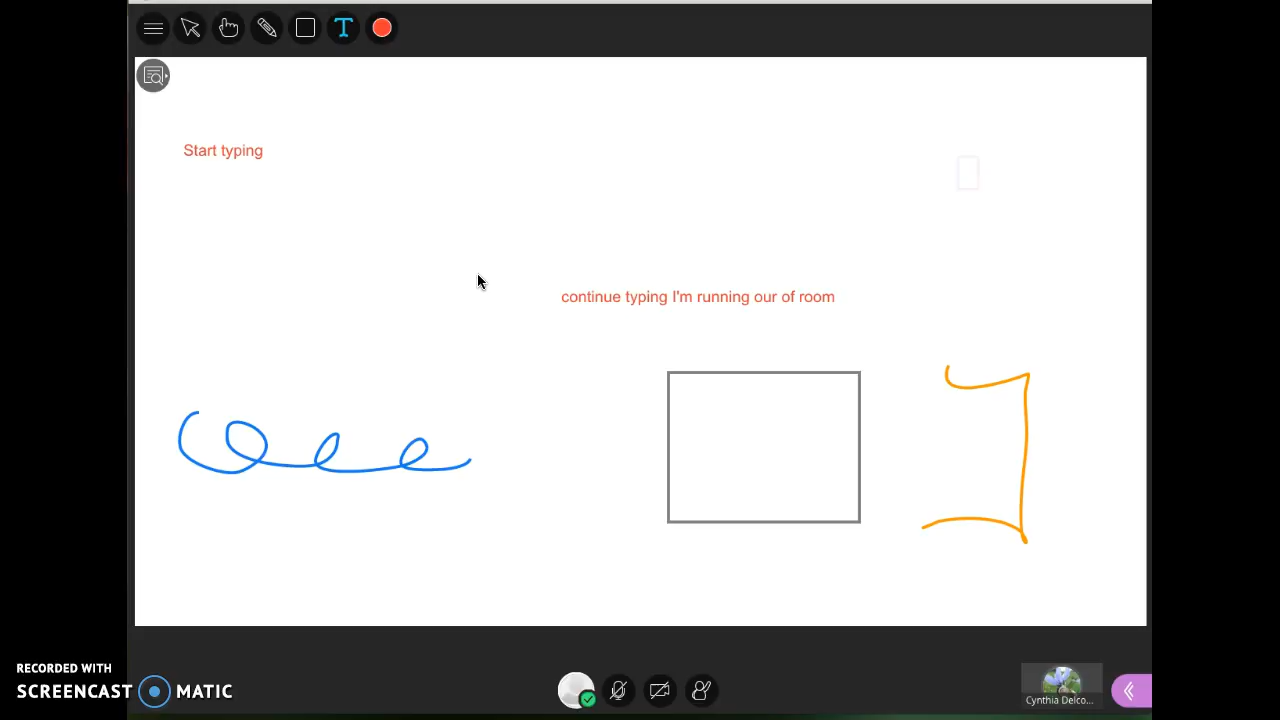 T
Start typing
continue typing I'm running our of room
RECORDED WITH
SCREENCAST MATIC
Cynthia Delco...